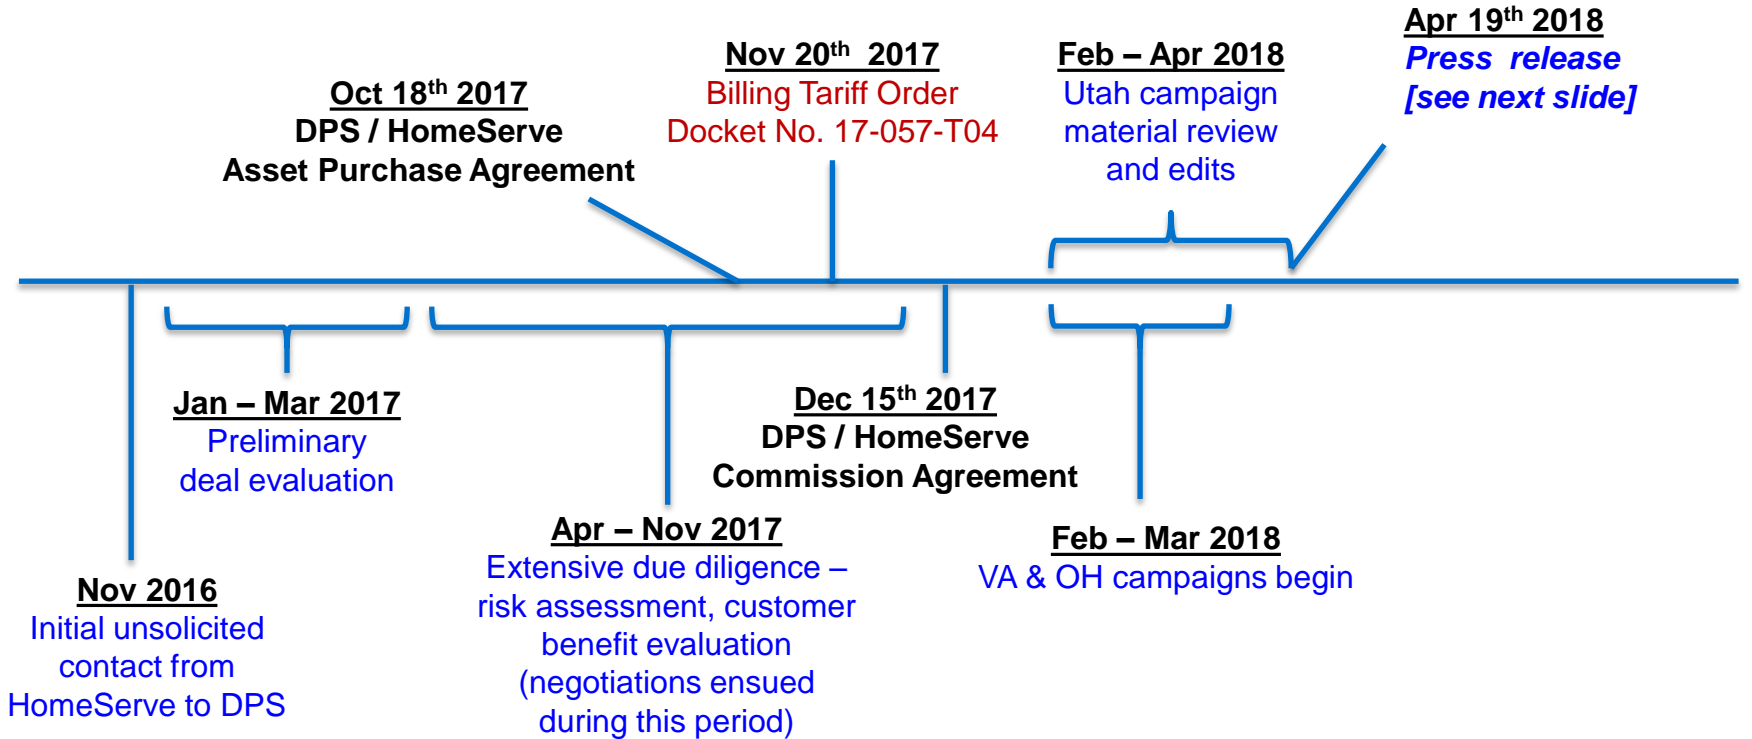 Oct 18th 2017
DPS / HomeServe
Asset Purchase Agreement
Nov 20th 2017
Billing Tariff Order
Docket No. 17-057-T04
Feb – Apr 2018
Utah campaign
material review
and edits
Apr 19th 2018
Press release
[see next slide]
Nov 2016
Initial unsolicited
contact from
HomeServe to DPS
Jan – Mar 2017
Preliminary
deal evaluation
Apr – Nov 2017
Extensive due diligence –
risk assessment, customer
benefit evaluation
(negotiations ensued
during this period)
Dec 15th 2017
DPS / HomeServe
Commission Agreement
Feb – Mar 2018
VA & OH campaigns begin